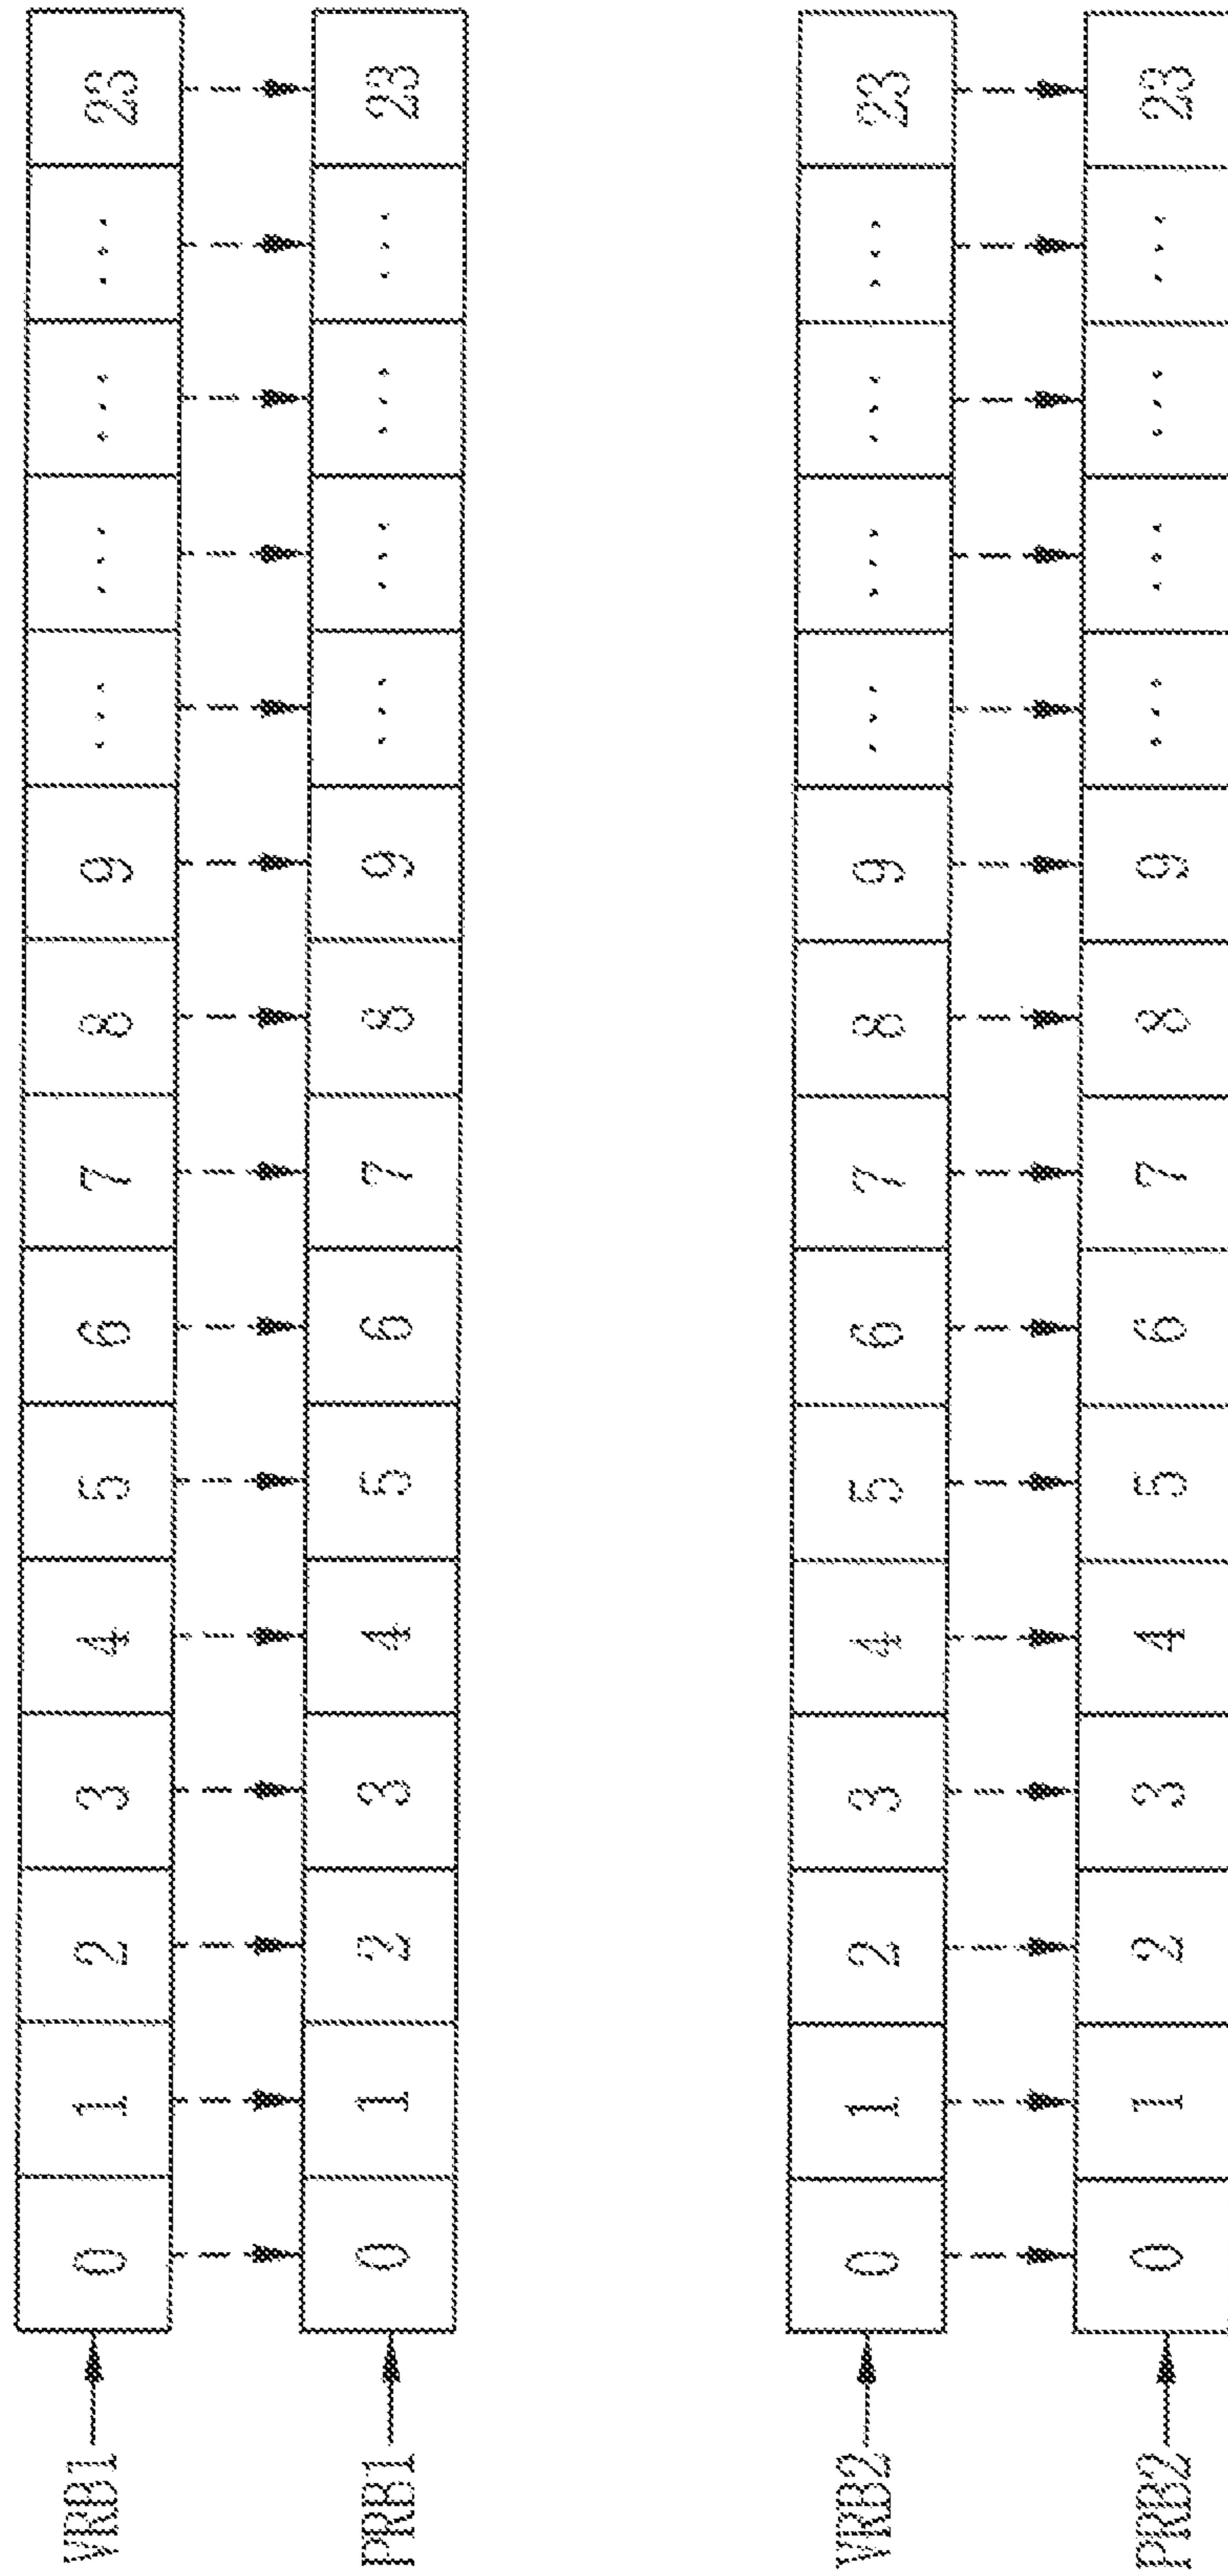 VRB1 0 1 2 3 4 5 6 7 8 9 ... ... ... ... 23
PRB1 0 1 2 3 4 5 6 7 8 9 ... ... ... ... 23
VRB2 0 1 2 3 4 5 6 7 8 9 ... ... ... ... 23
PRB2 0 1 2 3 4 5 6 7 8 9 ... ... ... ... 23